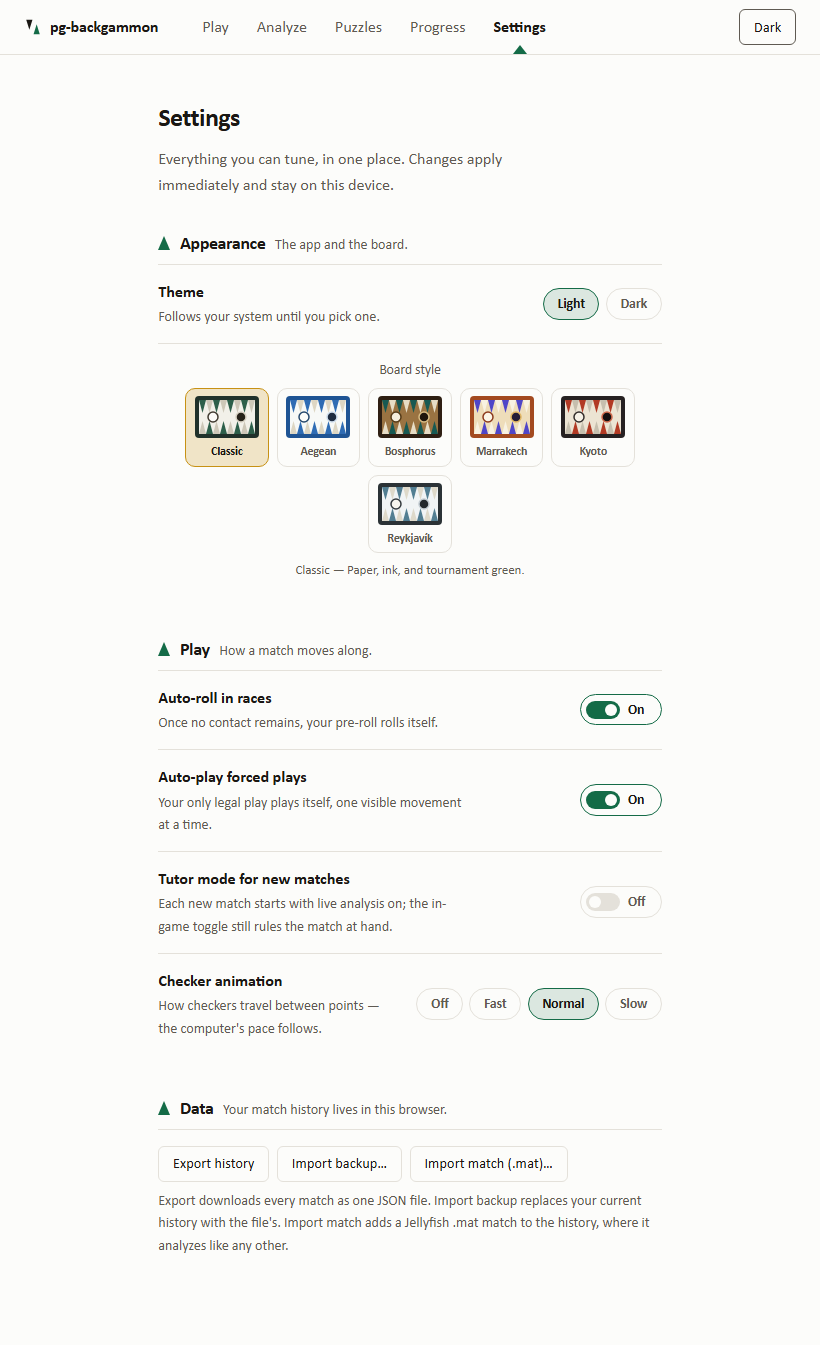 pg-backgammon Play Analyze Puzzles Progress Settings Dark
Settings
Everything you can tune, in one place. Changes apply
immediately and stay on this device.
Appearance The app and the board.
Theme
Follows your system until you pick one.
Light Dark
Board style
Classic Aegean Bosphorus Marrakech Kyoto
Reykjavík
Classic — Paper, ink, and tournament green.
Play How a match moves along.
Auto-roll in races
Once no contact remains, your pre-roll rolls itself.
On
Auto-play forced plays
Your only legal play plays itself, one visible movement
at a time.
On
Tutor mode for new matches
Each new match starts with live analysis on; the in-
game toggle still rules the match at hand.
Off
Checker animation
How checkers travel between points —
the computer's pace follows.
Off Fast Normal Slow
Data Your match history lives in this browser.
Export history Import backup... Import match (.mat)...
Export downloads every match as one JSON file. Import backup replaces your current
history with the file's. Import match adds a Jellyfish .mat match to the history, where it
analyzes like any other.